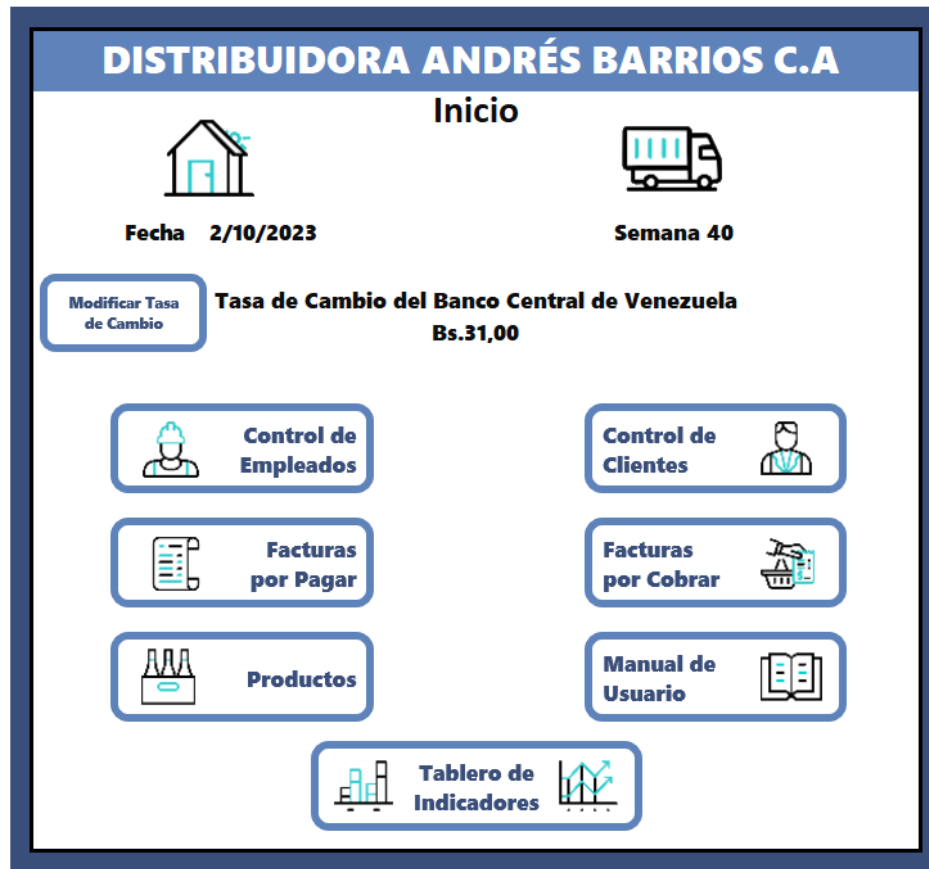 DISTRIBUIDORA ANDRÉS BARRIOS C.A
Inicio
Fecha 2/10/2023
Semana 40
Modificar Tasa
de Cambio
Tasa de Cambio del Banco Central de Venezuela
Bs.31,00
Control de
Empleados
Control de
Clientes
Facturas
por Pagar
Facturas
por Cobrar
Productos
Manual de
Usuario
Tablero de
Indicadores